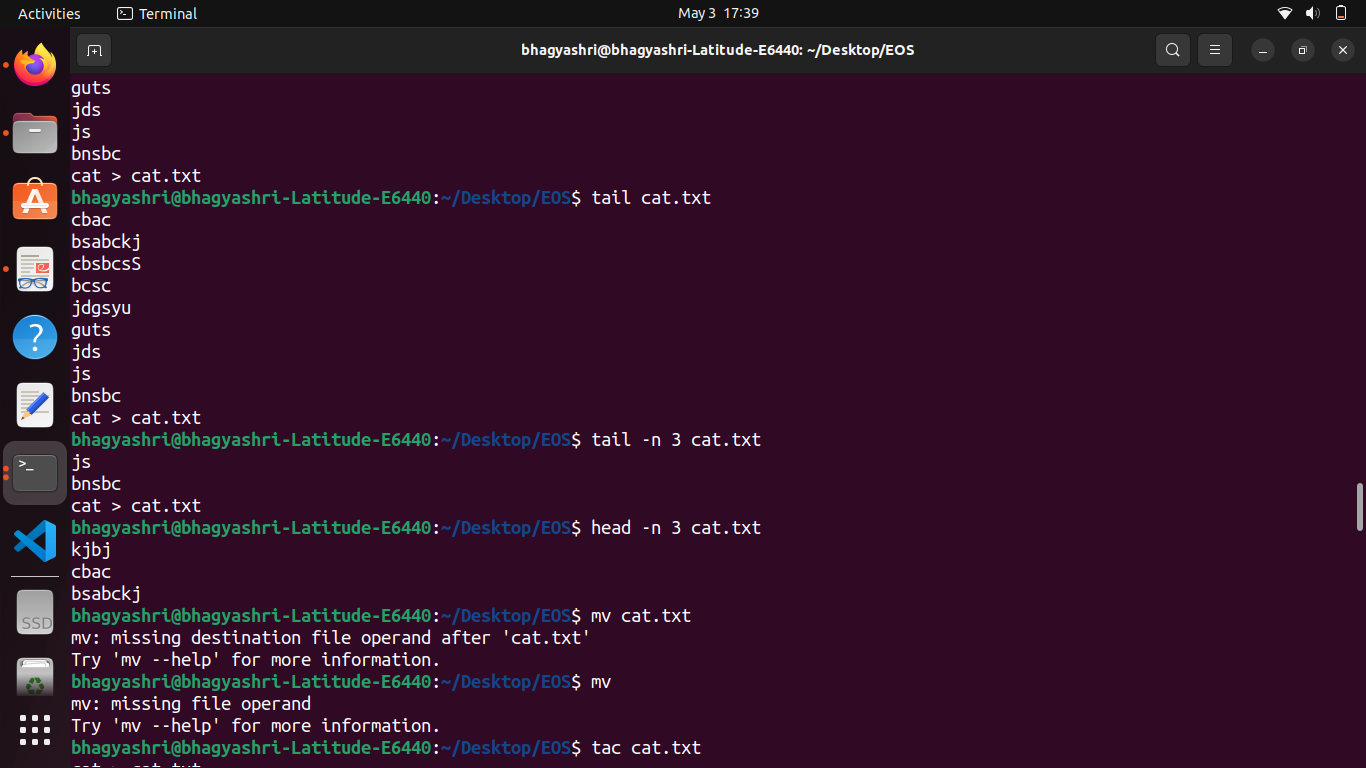 Activities
Terminal
May 3 17:39
bhagyashri@bhagyashri-Latitude-E6440: ~/Desktop/EOS
guts
jds
js
bnsbc
cat > cat.txt
bhagyashri@bhagyashri-Latitude-E6440:~/Desktop/EOS$ tail cat.txt
cbac
bsabckj
cbsbcsS
bcsc
jdgsyu
guts
jds
js
bnsbc
cat > cat.txt
bhagyashri@bhagyashri-Latitude-E6440:~/Desktop/EOS$ tail -n 3 cat.txt
js
bnsbc
cat > cat.txt
bhagyashri@bhagyashri-Latitude-E6440:~/Desktop/EOS$ head -n 3 cat.txt
kjbj
cbac
bsabckj
bhagyashri@bhagyashri-Latitude-E6440:~/Desktop/EOS$ mv cat.txt
mv: missing destination file operand after 'cat.txt'
Try 'mv --help' for more information.
bhagyashri@bhagyashri-Latitude-E6440:~/Desktop/EOS$ mv
mv: missing file operand
Try 'mv --help' for more information.
bhagyashri@bhagyashri-Latitude-E6440:~/Desktop/EOS$ tac cat.txt
cat > cat.txt
SSD